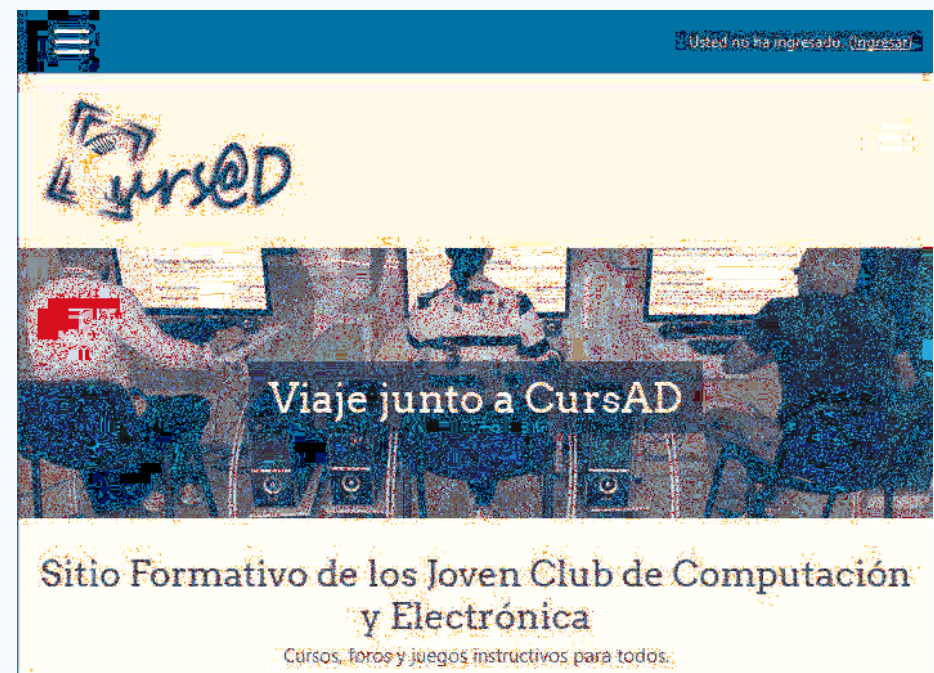 Usted no ha ingresado. (Ingresar)
Curs@D
Viaje junto a CursAD
Sitio Formativo de los Joven Club de Computación
y Electrónica
Cursos, foros y juegos instructivos para todos.